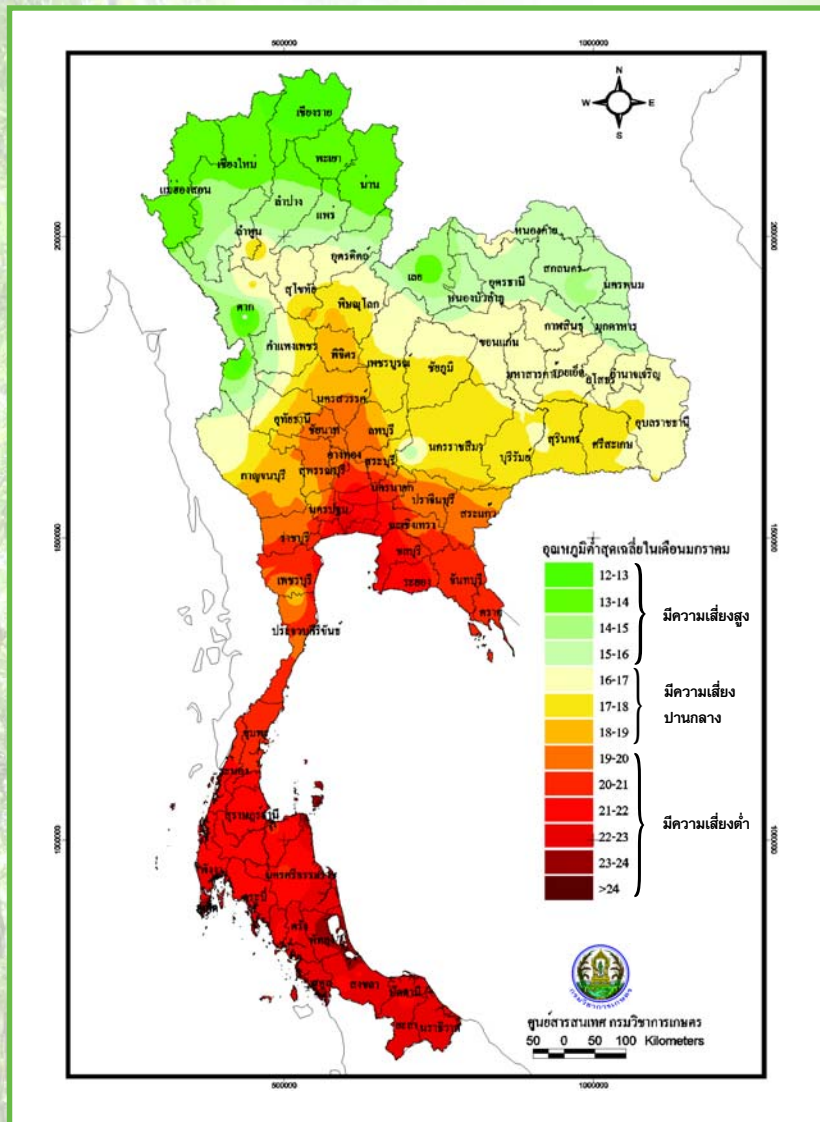 500000 1000000
N
W E
S
เชียงราย
เชียงใหม่ พะเยา
แม่ฮ่องสอน น่าน
ลำปาง แพร่
2000000 ลำพูน หนองคาย 2000000
อุตรดิตถ์
เลย สกลนคร
สุโขทัย อุดรธานี นครพนม
ตาก พิษณุโลก หนองบัวลำภู
กาฬสินธุ์ มุกดาหาร
กำแพงเพชร ขอนแก่น
พิจิตร เพชรบูรณ์ ชัยภูมิ
มหาสารคาม ร้อยเอ็ด ยโสธร อำนาจเจริญ
นครสวรรค์
อุทัยธานี ชัยนาท ลพบุรี อุบลราชธานี
สุรินทร์ ศรีสะเกษ
อ่างทอง สระบุรี นครราชสีมา บุรีรัมย์
กาญจนบุรี สุพรรณบุรี
นครนายก ปราจีนบุรี
นครปฐม สระแก้ว
ฉะเชิงเทรา
1500000 ราชบุรี 1500000
ชลบุรี
เพชรบุรี ระยอง จันทบุรี
ตราด
ประจวบคีรีขันธ์
ชุมพร
ระนอง
สุราษฎร์ธานี
1000000 1000000
พังงา นครศรีธรรมราช
กระบี่
ภูเก็ต
ตรัง
พัทลุง
สตูล สงขลา ปัตตานี
ยะลา นราธิวาส
อุณหภูมิต่ำสุดเฉลี่ยในเดือนมกราคม
12-13
13-14
14-15
15-16
มีความเสี่ยงสูง
16-17
17-18
18-19
มีความเสี่ยง
ปานกลาง
19-20
20-21
21-22
22-23
23-24
>24
มีความเสี่ยงต่ำ
กรมวิชาการเกษตร
ศูนย์สารสนเทศ กรมวิชาการเกษตร
50 0 50 100 Kilometers
500000 1000000